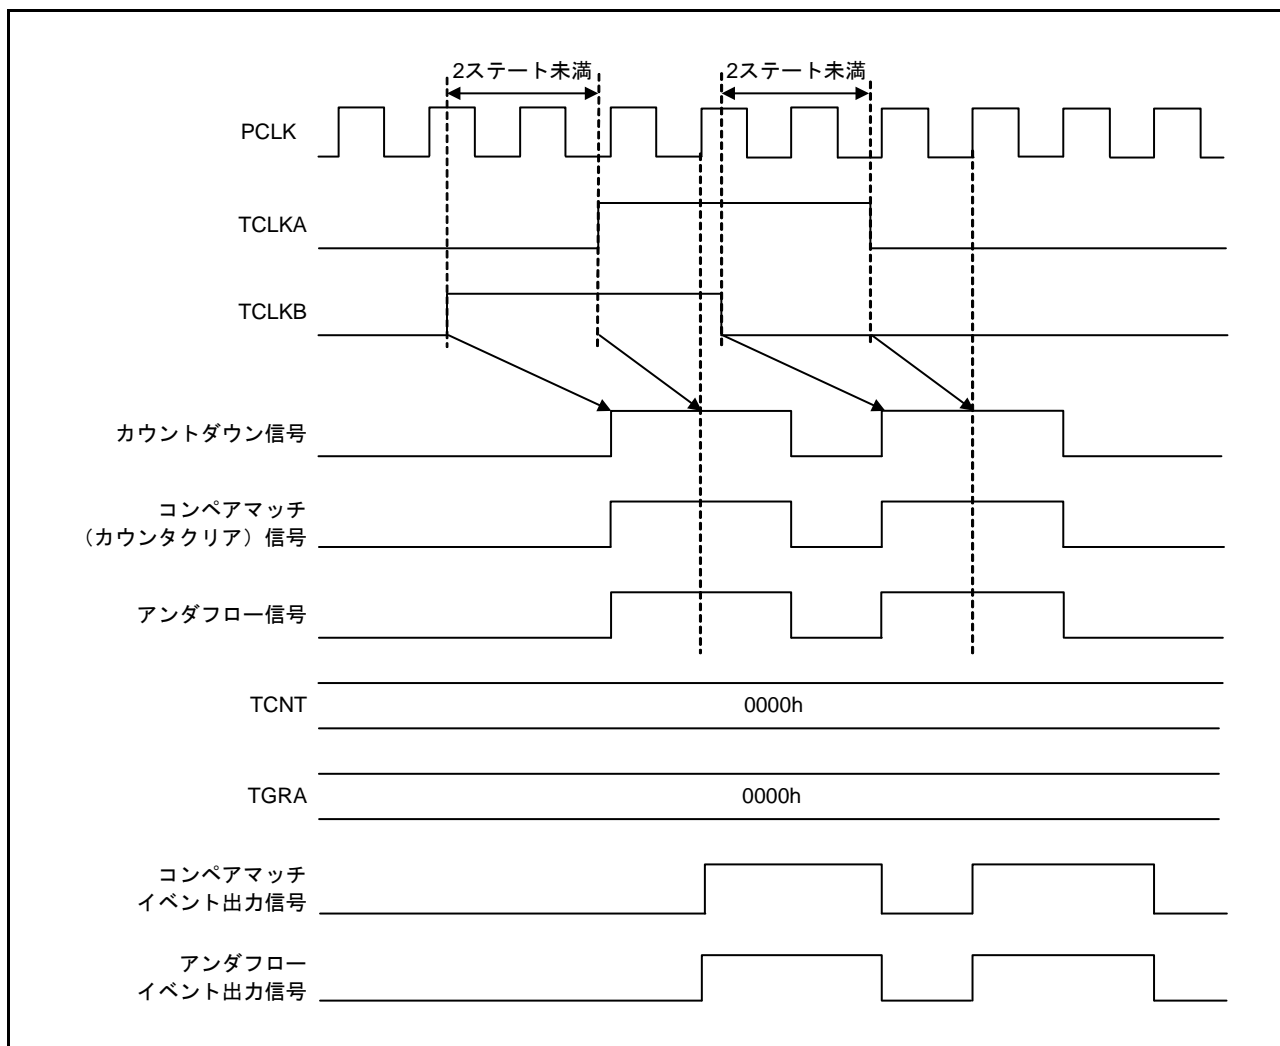 2ステート未満
2ステート未満
PCLK
TCLKA
TCLKB
カウントダウン信号
コンペアマッチ
（カウンタクリア）信号
アンダフロー信号
TCNT
0000h
TGRA
0000h
コンペアマッチ
イベント出力信号
アンダフロー
イベント出力信号